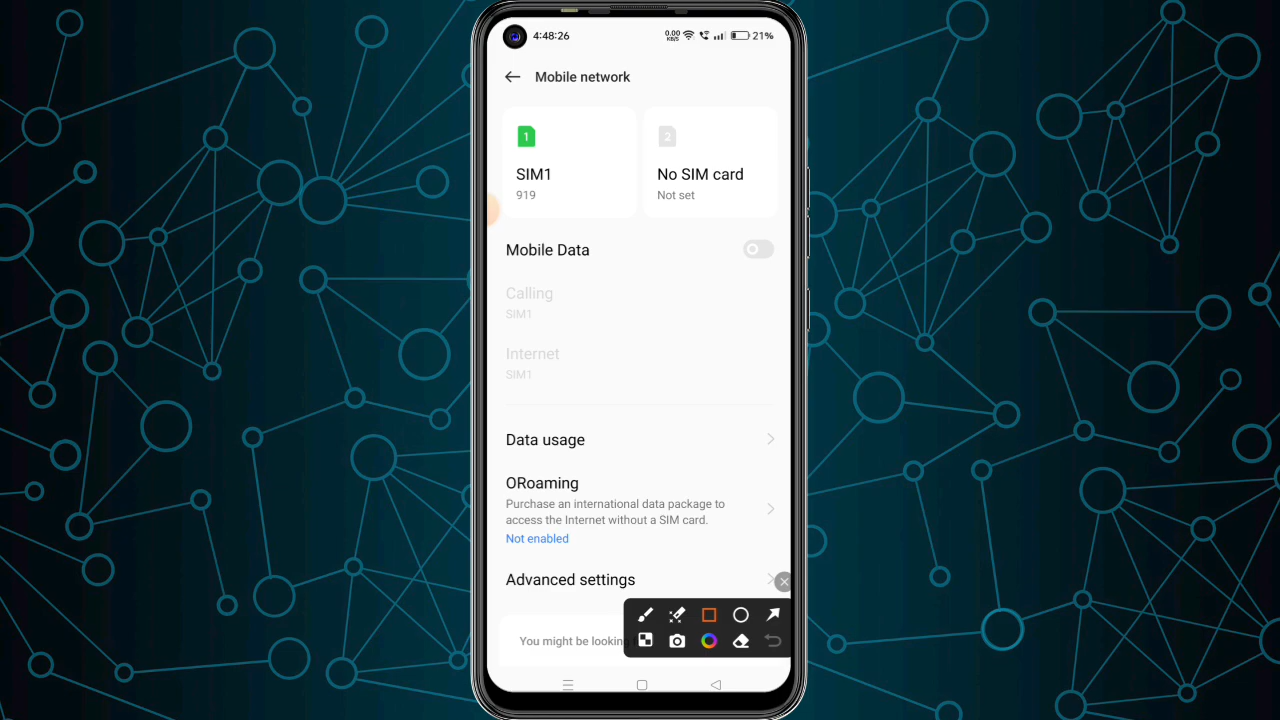 4:48:26
0.00
KB/S
21%
Mobile network
1
2
SIM1
No SIM card
919
Not set
Mobile Data
Calling
SIM1
Internet
SIM1
Data usage
ORoaming
Purchase an international data package to
access the Internet without a SIM card.
Not enabled
Advanced settings
You might be lookin